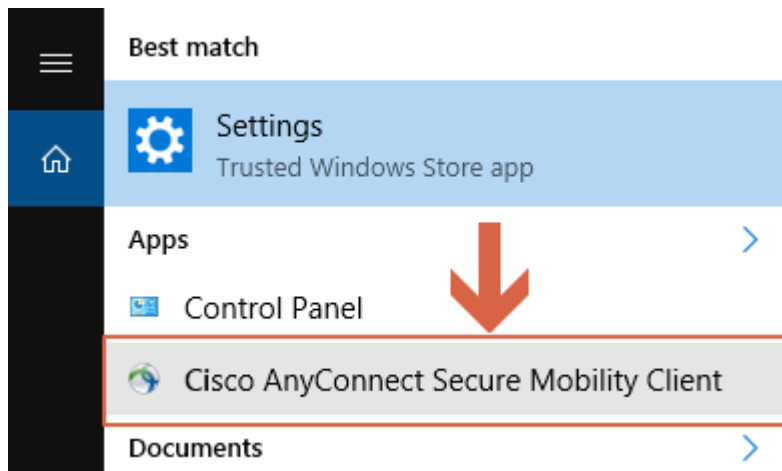 Best match
Settings
Trusted Windows Store app
Apps
Control Panel
Cisco AnyConnect Secure Mobility Client
Documents